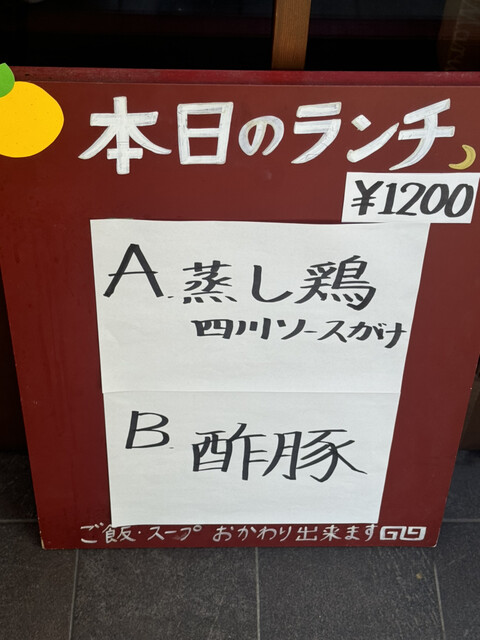 本日のランチ
¥1200
A. 蒸し鶏
四川ソースがけ
B. 酢豚
ご飯・スープ おかわり出来ます